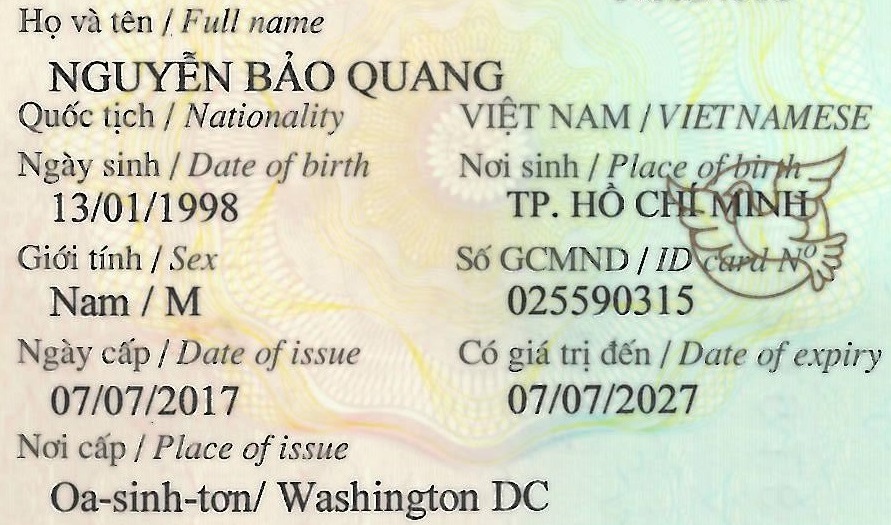 Họ và tên / Full name
NGUYỄN BẢO QUANG
Quốc tịch / Nationality VIỆT NAM / VIETNAMESE
Ngày sinh / Date of birth Nơi sinh / Place of birth
13/01/1998 TP. HỒ CHÍ MINH
Giới tính / Sex Số GCMND / ID card Nº
Nam / M 025590315
Ngày cấp / Date of issue Có giá trị đến / Date of expiry
07/07/2017 07/07/2027
Nơi cấp / Place of issue
Oa-sinh-tơn/ Washington DC